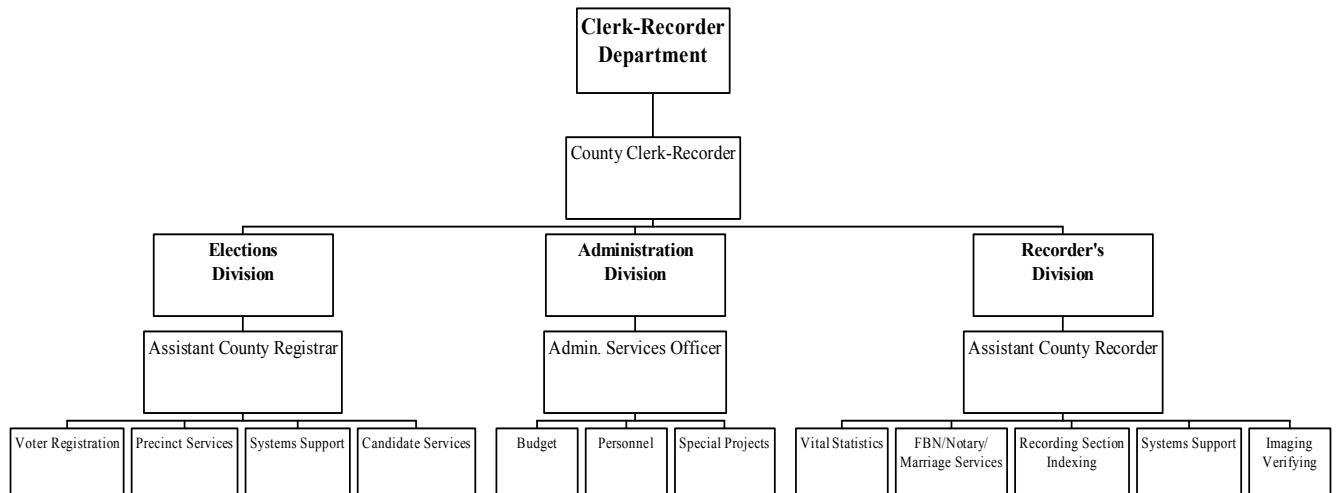 Clerk-Recorder
Department
County Clerk-Recorder
Elections
Division
Administration
Division
Recorder's
Division
Assistant County Registrar
Admin. Services Officer
Assistant County Recorder
Voter Registration
Precinct Services
Systems Support
Candidate Services
Budget
Personnel
Special Projects
Vital Statistics
FBN/Notary/
Marriage Services
Recording Section
Indexing
Systems Support
Imaging
Verifying